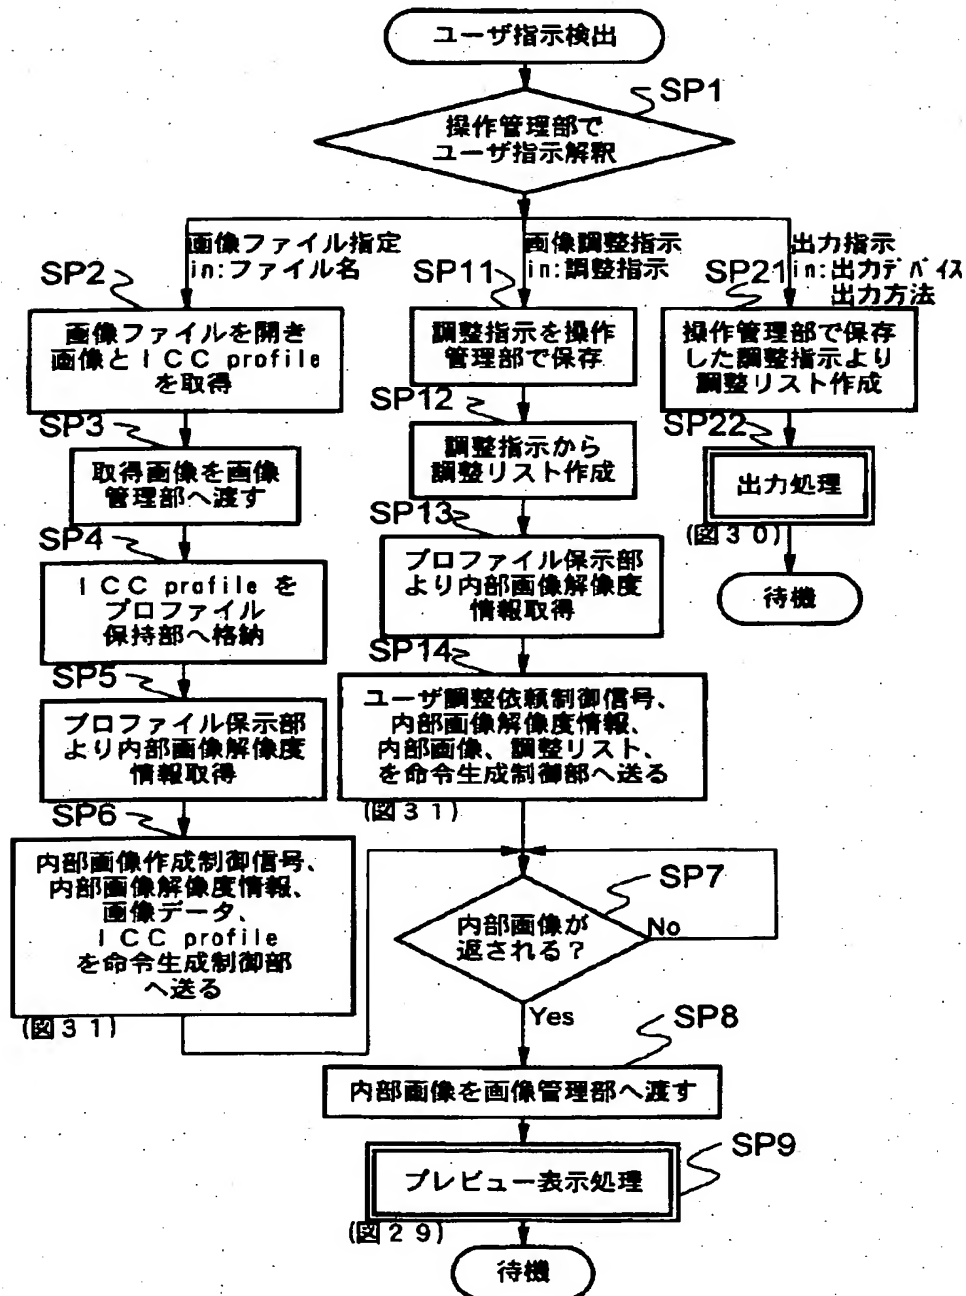 ユーザ指示検出
SP1
操作管理部で
ユーザ指示解釈
画像ファイル指定
in:ファイル名
SP2
画像ファイルを開き
画像とICC profile
を取得
SP3
取得画像を画像
管理部へ渡す
SP4
ICC profile を
プロファイル
保持部へ格納
SP5
プロファイル保示部
より内部画像解像度
情報取得
SP6
内部画像作成制御信号、
内部画像解像度情報、
画像データ、
ICC profile
を命令生成制御部
へ送る
(図31)
画像調整指示
in:調整指示
SP11
調整指示を操作
管理部で保存
SP12
調整指示から
調整リスト作成
SP13
プロファイル保示部
より内部画像解像度
情報取得
SP14
ユーザ調整依頼制御信号、
内部画像解像度情報、
内部画像、調整リスト、
を命令生成制御部へ送る
(図31)
出力指示
in:出力デバイス
出力方法
SP21
操作管理部で保存
した調整指示より
調整リスト作成
SP22
出力処理
(図30)
待機
SP7
内部画像が
返される?
No
Yes
SP8
内部画像を画像管理部へ渡す
SP9
プレビュー表示処理
(図29)
待機